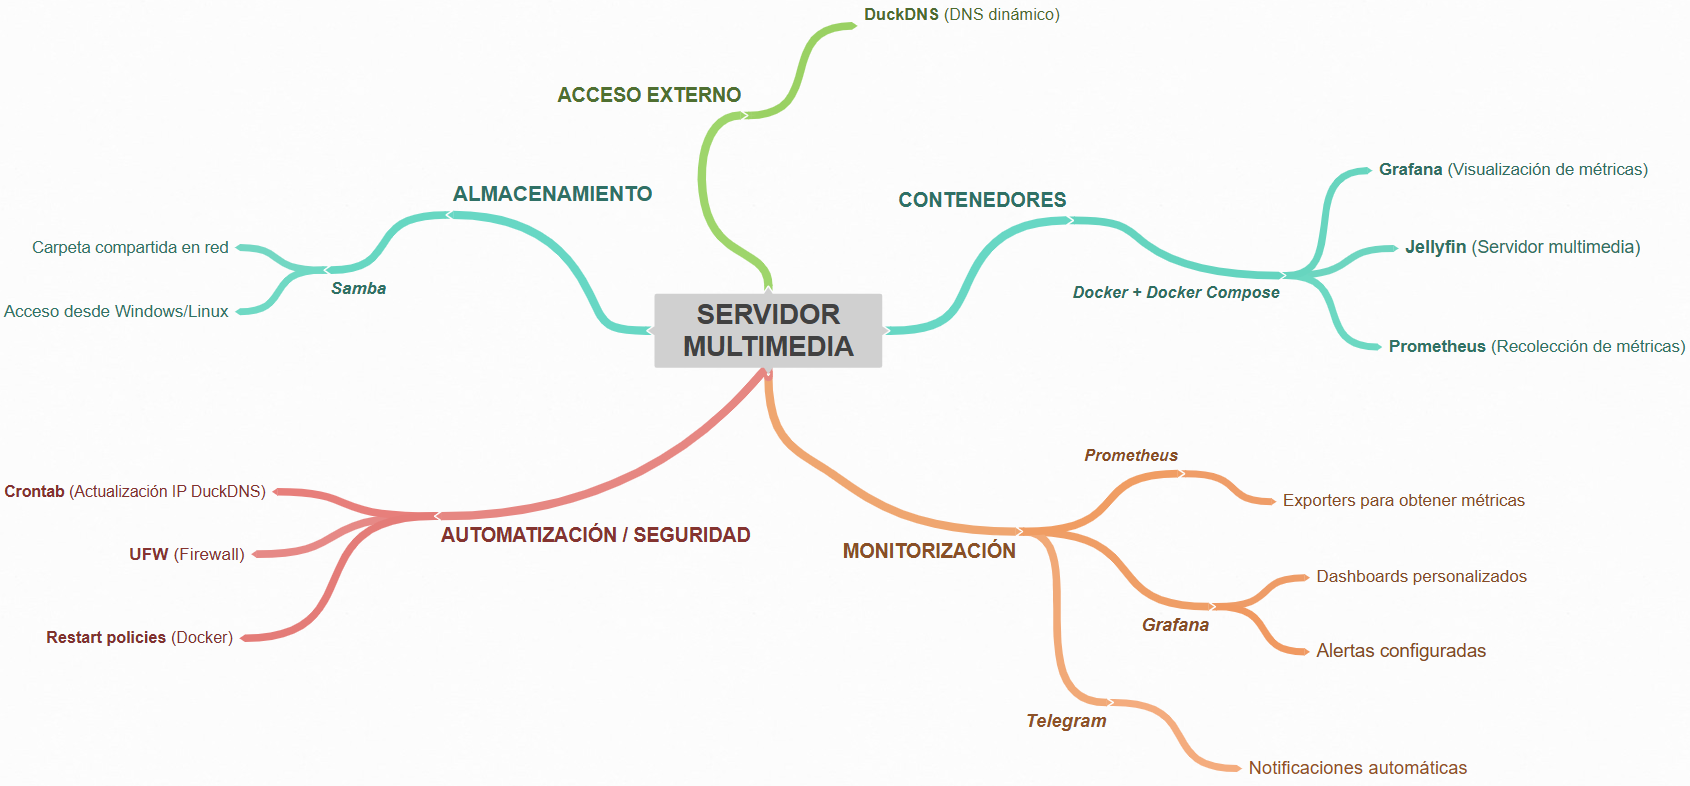 DuckDNS (DNS dinámico)
ACCESO EXTERNO
ALMACENAMIENTO
Carpeta compartida en red
Acceso desde Windows/Linux
Samba
CONTENEDORES
Docker + Docker Compose
Grafana (Visualización de métricas)
Jellyfin (Servidor multimedia)
Prometheus (Recolección de métricas)
SERVIDOR
MULTIMEDIA
Crontab (Actualización IP DuckDNS)
UFW (Firewall)
Restart policies (Docker)
AUTOMATIZACIÓN / SEGURIDAD
MONITORIZACIÓN
Prometheus
Exporters para obtener métricas
Grafana
Dashboards personalizados
Alertas configuradas
Telegram
Notificaciones automáticas